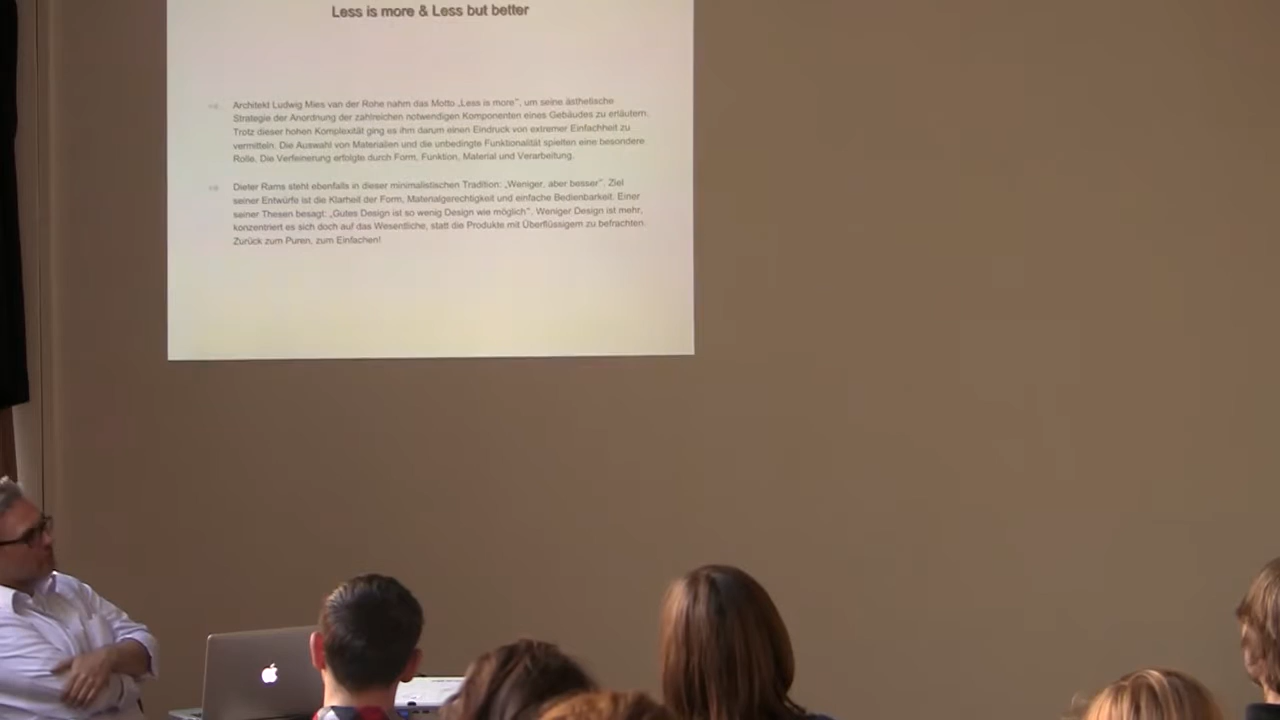 Less is more & Less but better
Architekt Ludwig Mies van der Rohe nahm das Motto „Less is more“, um seine ästhetische
Strategie der Anordnung der zahlreichen notwendigen Komponenten eines Gebäudes zu erläutern.
Trotz dieser hohen Komplexität ging es ihm darum einen Eindruck von extremer Einfachheit zu
vermitteln. Die Auswahl von Materialien und die unbedingte Funktionalität spielten eine besondere
Rolle. Die Verfeinerung erfolgte durch Form, Funktion, Material und Verarbeitung.
Dieter Rams steht ebenfalls in dieser minimalistischen Tradition: „Weniger, aber besser“. Ziel
seiner Entwürfe ist die Klarheit der Form, Materialgerechtigkeit und einfache Bedienbarkeit. Einer
seiner Thesen besagt: „Gutes Design ist so wenig Design wie möglich“. Weniger Design ist mehr,
konzentriert es sich doch auf das Wesentliche, statt die Produkte mit Überflüssigem zu befrachten.
Zurück zum Puren, zum Einfachen!